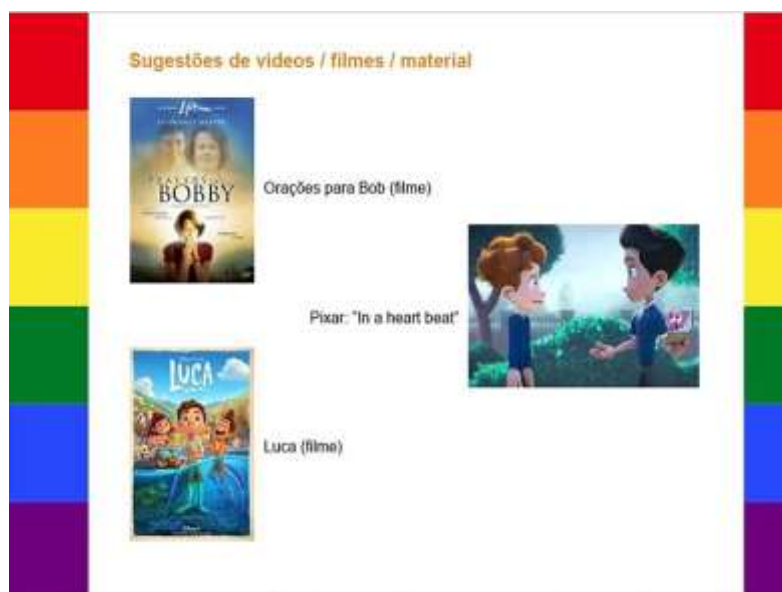 Sugestões de videos / filmes / material
BOBBY
Orações para Bob (filme)
Pixar: "In a heart beat"
LUCA
Luca (filme)